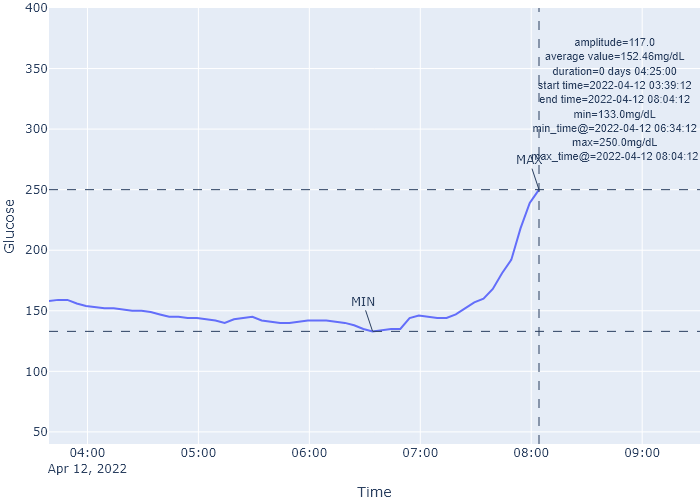 400
350
300
250
200
150
100
50
Glucose
amplitude=117.0
average value=152.46mg/dL
duration=0 days 04:25:00
start time=2022-04-12 03:39:12
end time=2022-04-12 08:04:12
min=133.0mg/dL
min_time@=2022-04-12 06:34:12
max=250.0mg/dL
max_time@=2022-04-12 08:04:12
MAX
MIN
04:00 05:00 06:00 07:00 08:00 09:00
Apr 12, 2022
Time